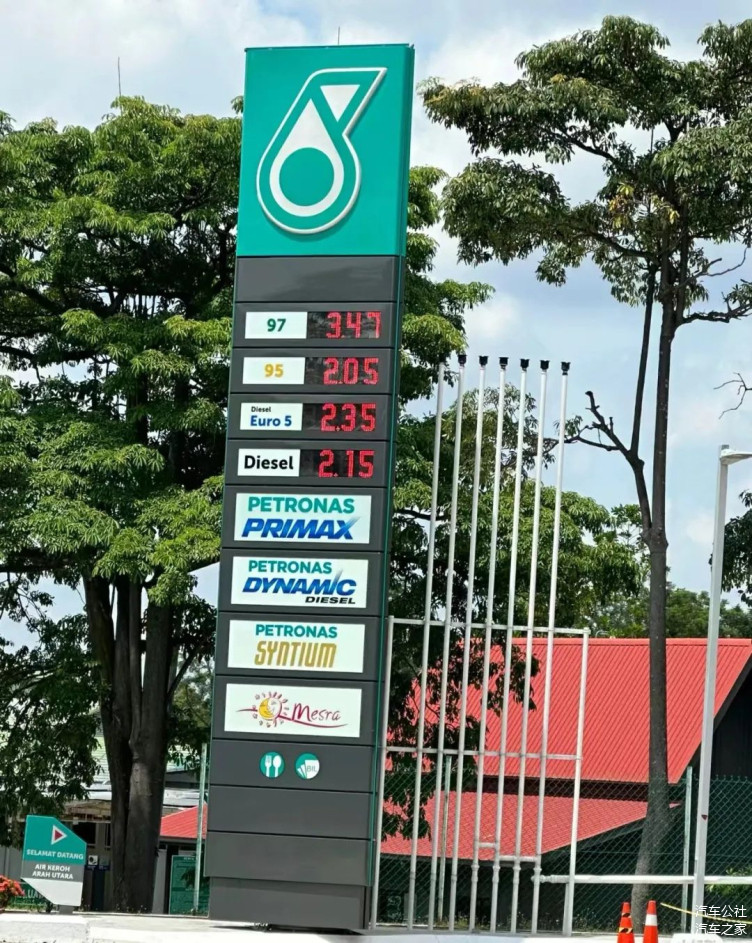 97 3.47
95 2.05
Diesel
Euro 5 2.35
Diesel 2.15
PETRONAS
PRIMAX
PETRONAS
DYNAMIC
DIESEL
PETRONAS
SYNTIUM
Mesra
BIL
SELAMAT DATANG
AIR KEROH
ARAH UTARA
汽车公社
汽车之家